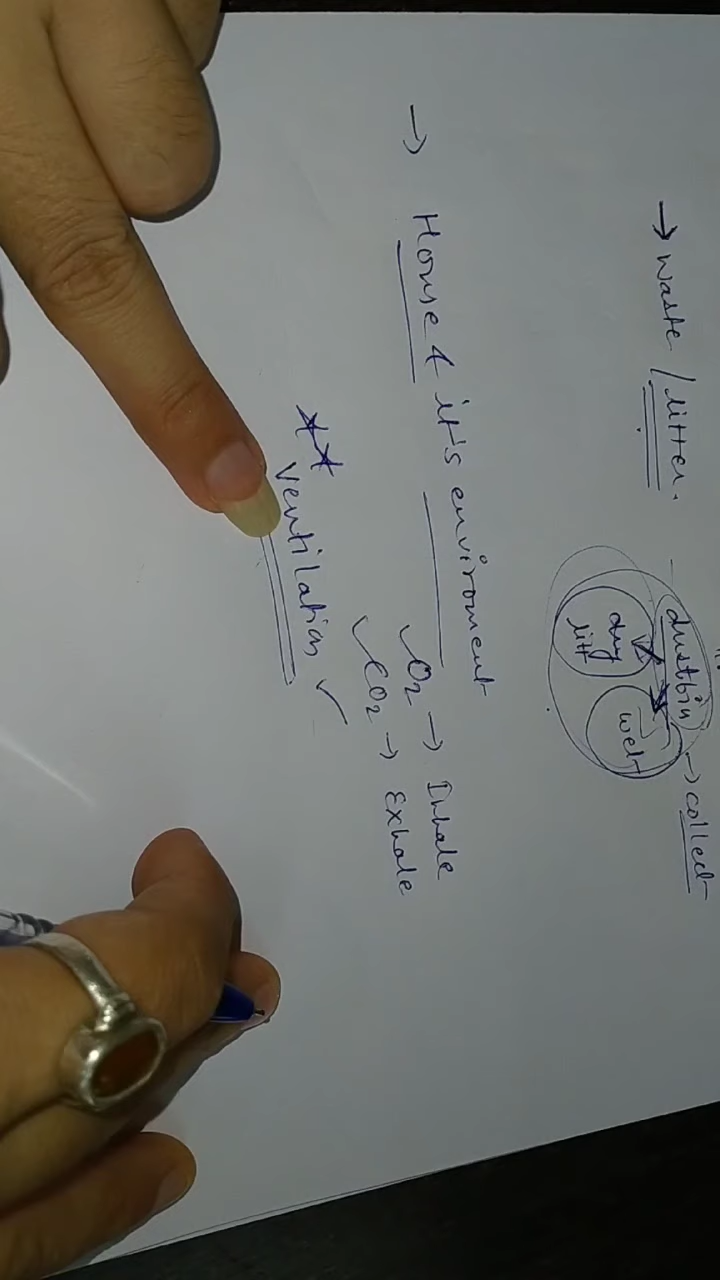 → waste / litter.
dustbin → collect
dry wet
litt
→ House & it's enviroment
O2 → Inhale
CO2 → Exhale
ventilation ✓